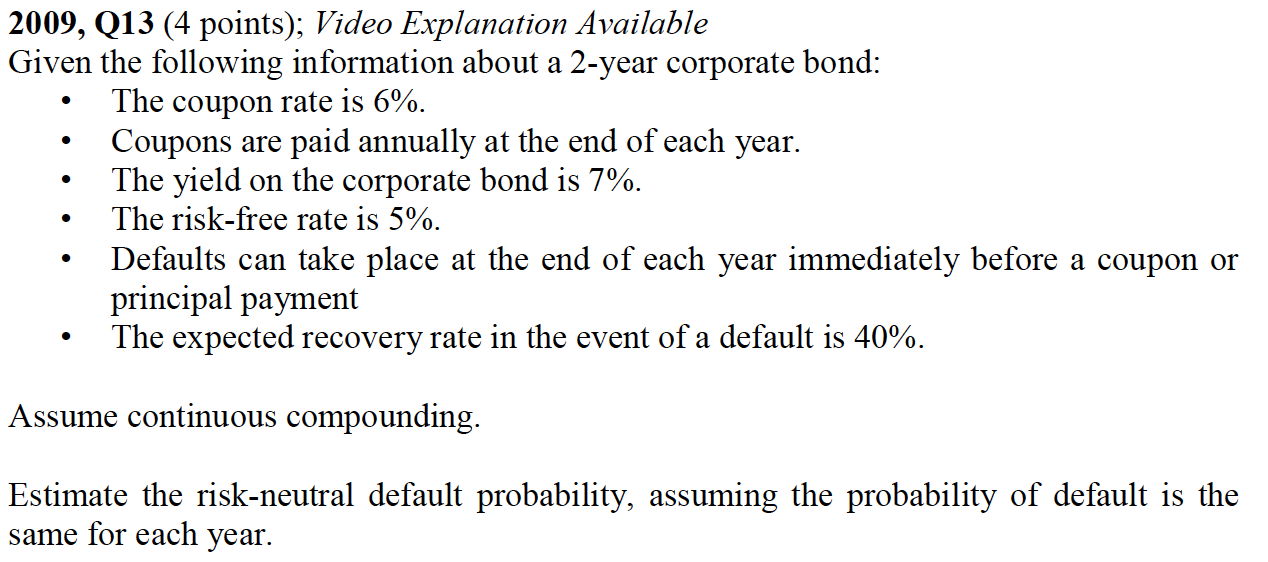 2009, Q13 (4 points); Video Explanation Available
Given the following information about a 2-year corporate bond:
• The coupon rate is 6%.
• Coupons are paid annually at the end of each year.
• The yield on the corporate bond is 7%.
• The risk-free rate is 5%.
• Defaults can take place at the end of each year immediately before a coupon or
principal payment
• The expected recovery rate in the event of a default is 40%.
Assume continuous compounding.
Estimate the risk-neutral default probability, assuming the probability of default is the
same for each year.